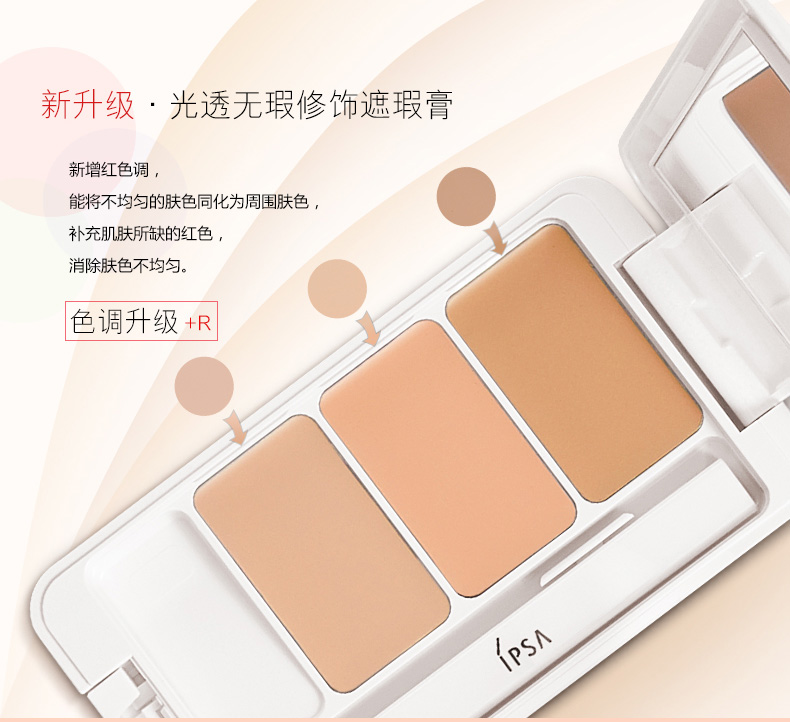 新升级·光透无瑕修饰遮瑕膏
新增红色调，
能将不均匀的肤色同化为周围肤色，
补充肌肤所缺的红色，
消除肤色不均匀。
色调升级+R
IPSA